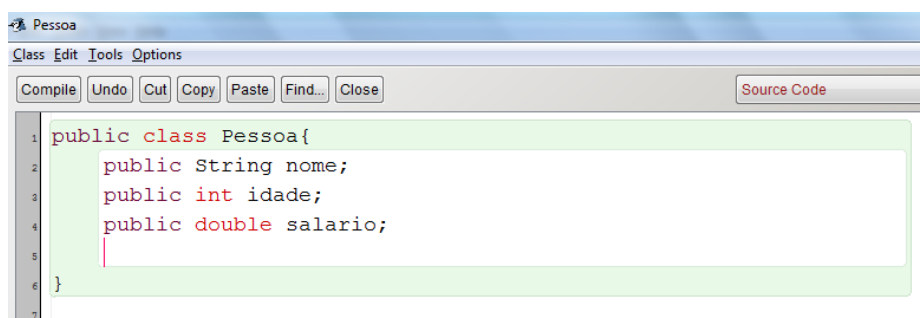 Pessoa
Class Edit Tools Options
Compile Undo Cut Copy Paste Find... Close Source Code
1 public class Pessoa{
2 public String nome;
3 public int idade;
4 public double salario;
5
6 }
7